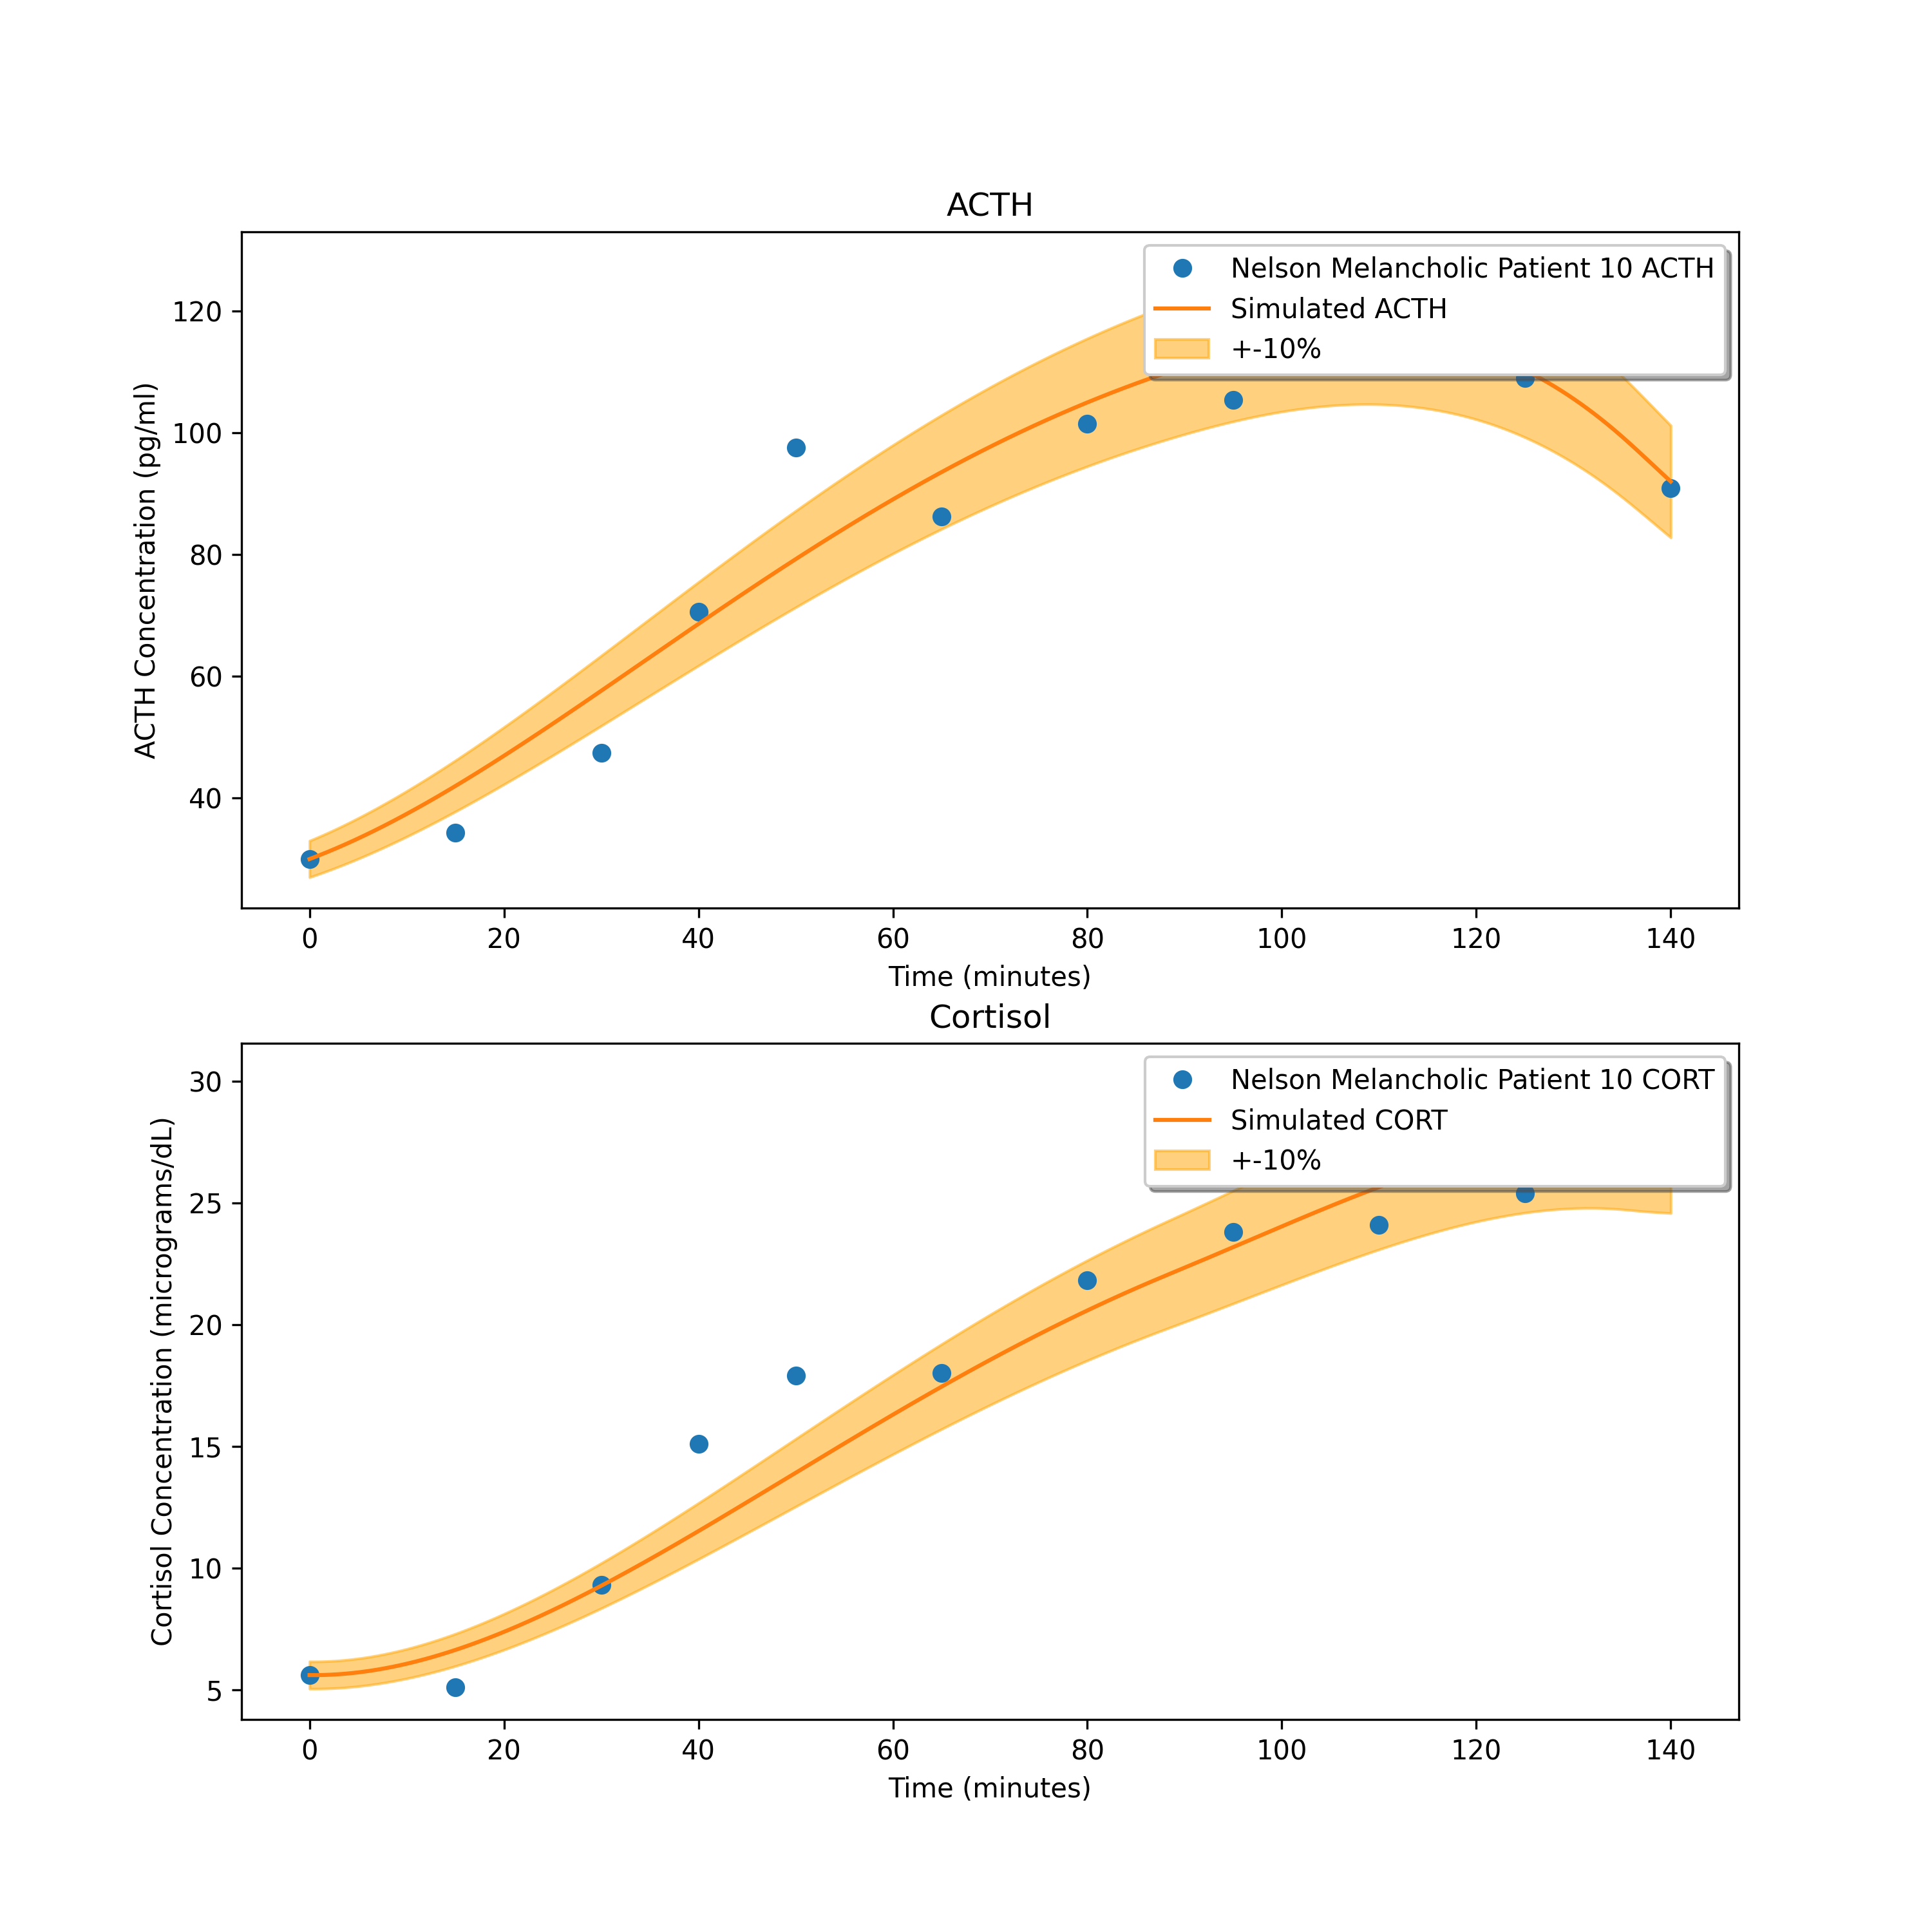 ACTH
Nelson Melancholic Patient 10 ACTH
Simulated ACTH
+-10%
ACTH Concentration (pg/ml)
120
100
80
60
40
0 20 40 60 80 100 120 140
Time (minutes)
Cortisol
Nelson Melancholic Patient 10 CORT
Simulated CORT
+-10%
Cortisol Concentration (micrograms/dL)
30
25
20
15
10
5
0 20 40 60 80 100 120 140
Time (minutes)